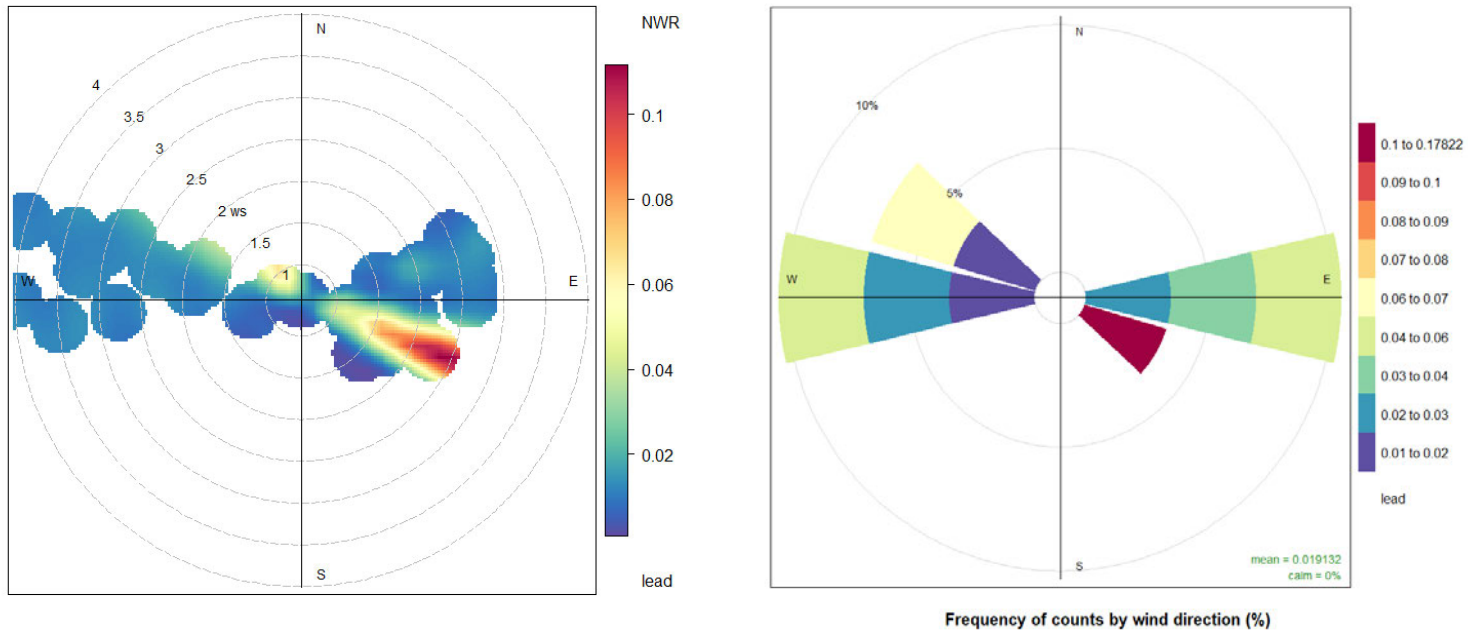 NWR
N
4
3.5
3
2.5
2 ws
1.5
1
W
E
S
0.1
0.08
0.06
0.04
0.02
lead
N
10%
5%
W
E
S
mean = 0.019132
calm = 0%
Frequency of counts by wind direction (%)
0.1 to 0.17822
0.09 to 0.1
0.08 to 0.09
0.07 to 0.08
0.06 to 0.07
0.04 to 0.06
0.03 to 0.04
0.02 to 0.03
0.01 to 0.02
lead